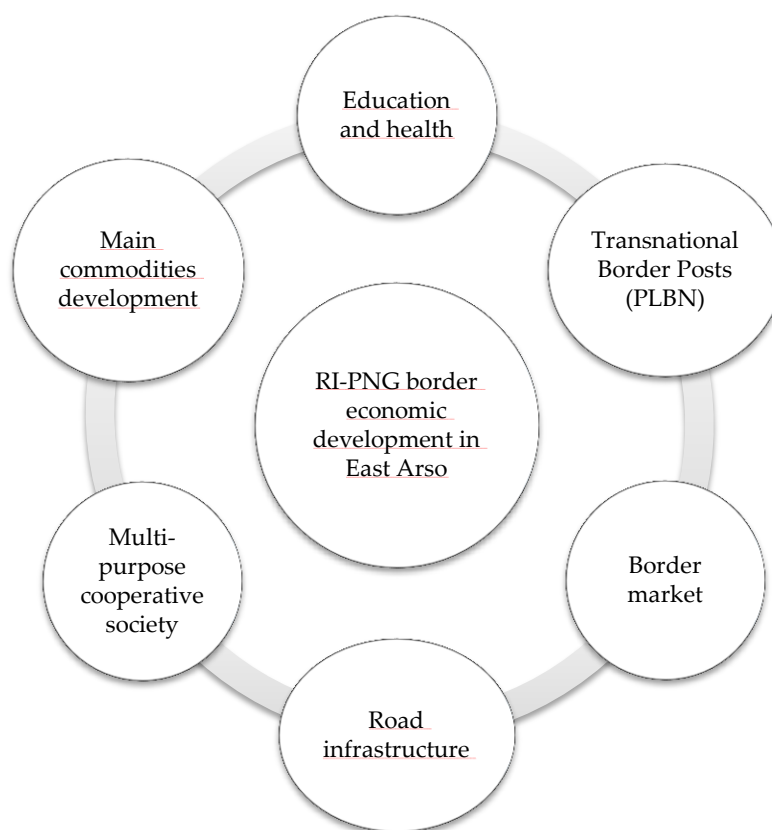 Education
and health
Transnational
Border Posts
(PLBN)
Border
market
Road
infrastructure
Multi-
purpose
cooperative
society
Main
commodities
development
RI-PNG border
economic
development in
East Arso